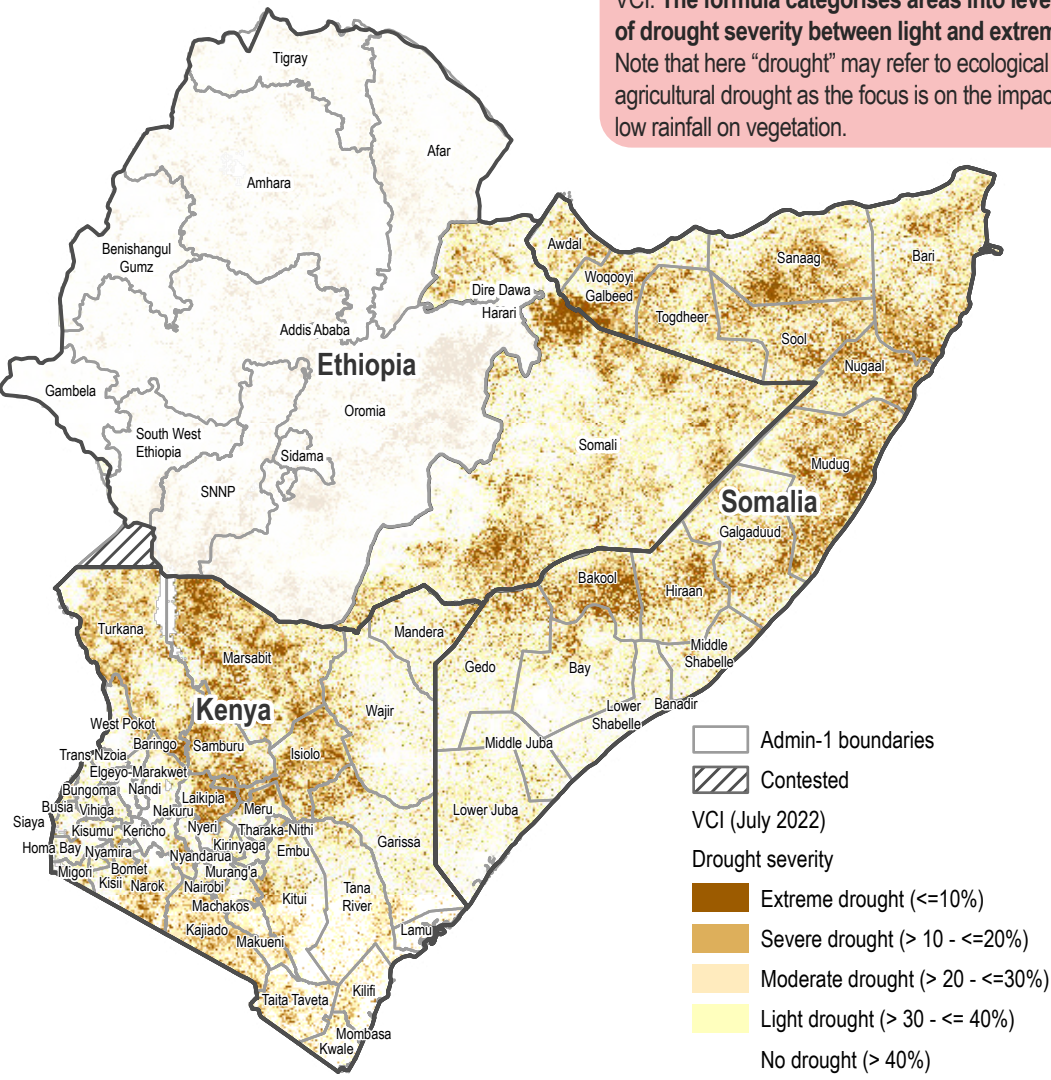 VCI. The formula categorises areas into leve
of drought severity between light and extrem
Note that here “drought” may refer to ecological
agricultural drought as the focus is on the impac
low rainfall on vegetation.
Tigray
Afar
Amhara
Benishangul
Gumz
Awdal
Sanaag
Bari
Woqooyi
Galbeed
Dire Dawa
Harari
Togdheer
Addis Ababa
Sool
Ethiopia
Nugaal
Gambela
Oromia
South West
Ethiopia
Sidama
Somali
Mudug
SNNP
Somalia
Galgaduud
Bakool
Hiraan
Turkana
Mandera
Marsabit
Middle
Shabelle
Gedo
Bay
Kenya
Wajir
Lower
Shabelle
Banadir
West Pokot
Baringo
Samburu
Isiolo
Middle Juba
Trans Nzoia
Elgeyo-Marakwet
Bungoma
Nandi
Laikipia
Meru
Lower Juba
Busia
Vihiga
Nakuru
Siaya
Kisumu
Kericho
Nyeri
Tharaka-Nithi
Garissa
Homa Bay
Nyamira
Nyandarua
Kirinyaga
Embu
Migori
Bomet
Murang'a
Kisii
Narok
Nairobi
Kitui
Tana
River
Machakos
Kajiado
Makueni
Lamu
Taita Taveta
Kilifi
Mombasa
Kwale
Admin-1 boundaries
Contested
VCI (July 2022)
Drought severity
Extreme drought (<=10%)
Severe drought (> 10 - <=20%)
Moderate drought (> 20 - <=30%)
Light drought (> 30 - <= 40%)
No drought (> 40%)